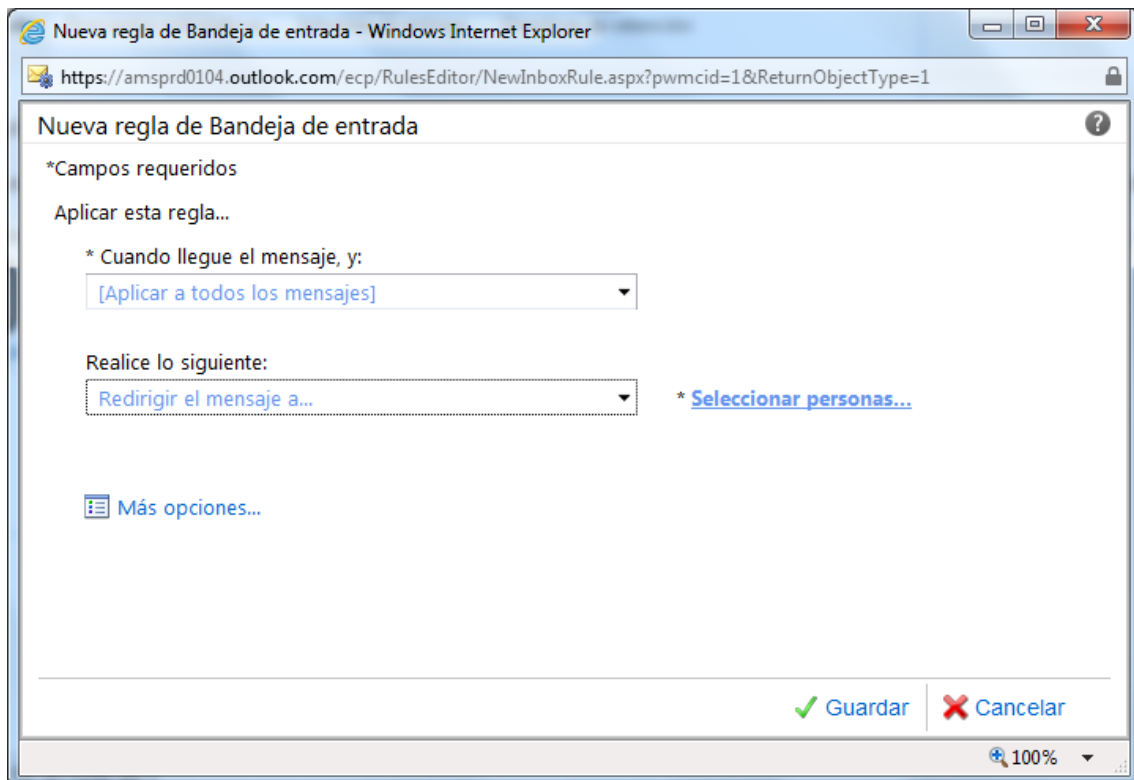 Nueva regla de Bandeja de entrada - Windows Internet Explorer
https://amsprd0104.outlook.com/ecp/RulesEditor/NewInboxRule.aspx?pwmcid=1&ReturnObjectType=1
Nueva regla de Bandeja de entrada
*Campos requeridos
Aplicar esta regla...
* Cuando llegue el mensaje, y:
[Aplicar a todos los mensajes]
Realice lo siguiente:
Redirigir el mensaje a... * Seleccionar personas...
Más opciones...
Guardar Cancelar
100%